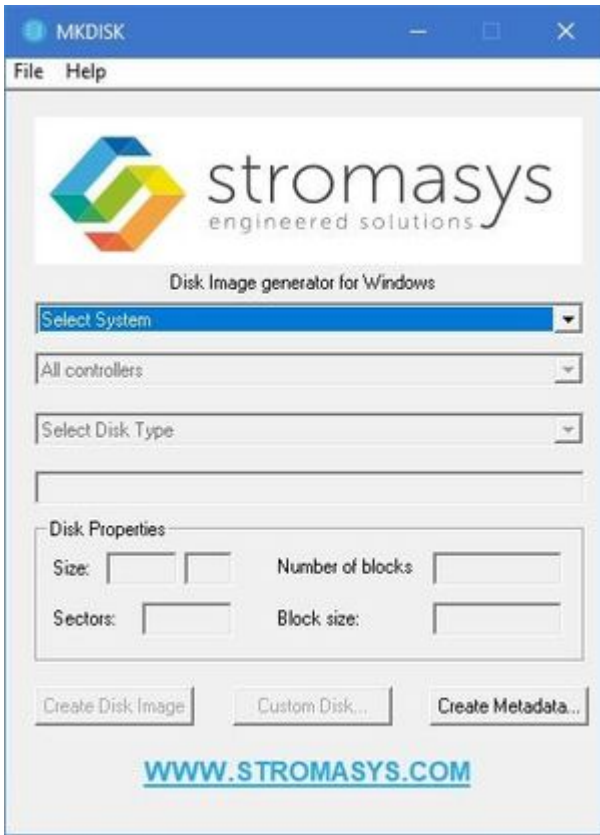 MKDISK
File Help
stromasys
engineered solutions
Disk Image generator for Windows
Select System
All controllers
Select Disk Type
Disk Properties
Size: Number of blocks
Sectors: Block size:
Create Disk Image Custom Disk... Create Metadata...
WWW.STROMASYS.COM